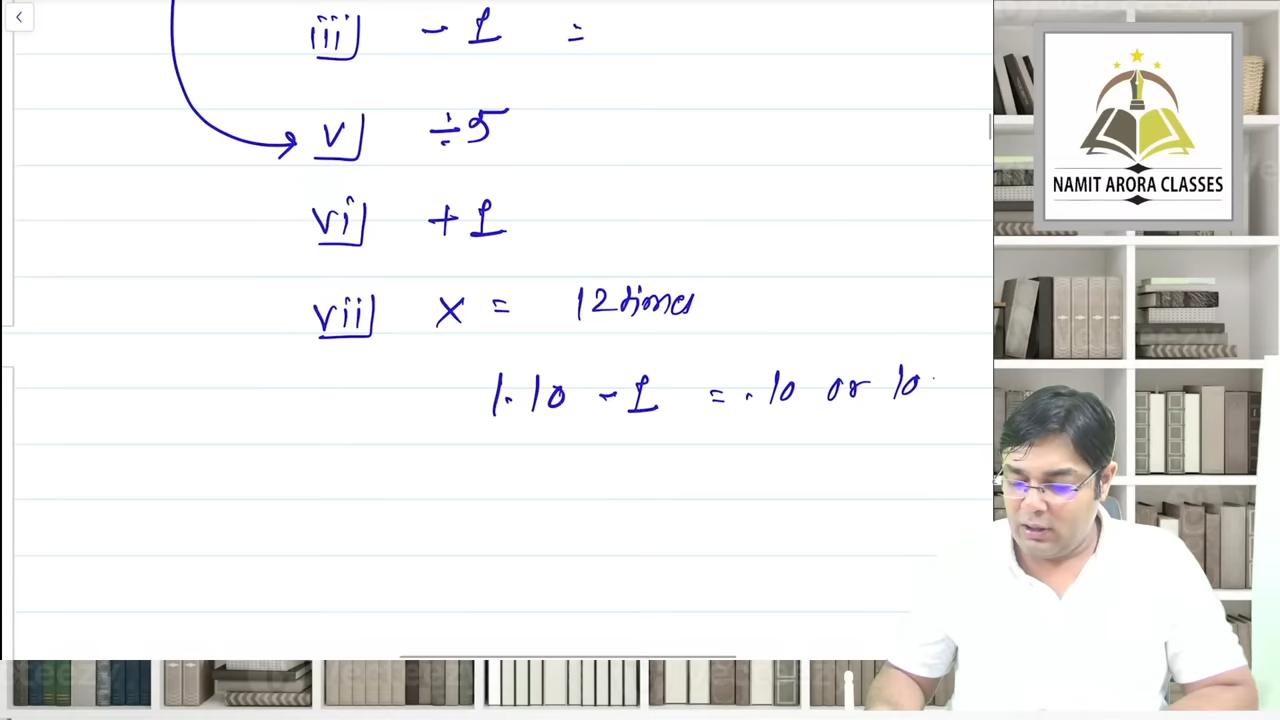 iii] - 1 =
v] ÷ 5
vi] + 1
vii] x = 12 times
1.10 - 1 = .10 or 10
NAMIT ARORA CLASSES